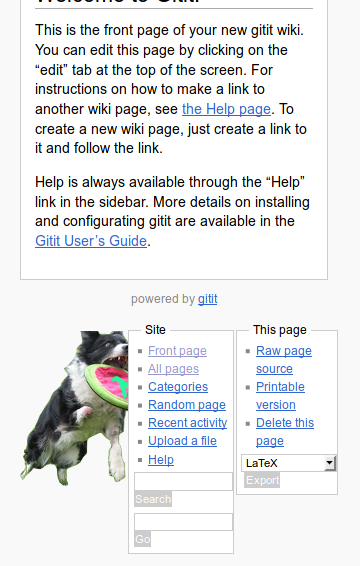 Welcome to Gitit!
This is the front page of your new gitit wiki.
You can edit this page by clicking on the
“edit” tab at the top of the screen. For
instructions on how to make a link to
another wiki page, see the Help page. To
create a new wiki page, just create a link to
it and follow the link.
Help is always available through the “Help”
link in the sidebar. More details on installing
and configurating gitit are available in the
Gitit User’s Guide.
powered by gitit
Site
Front page
All pages
Categories
Random page
Recent activity
Upload a file
Help
Search
Go
This page
Raw page
source
Printable
version
Delete this
page
LaTeX
Export